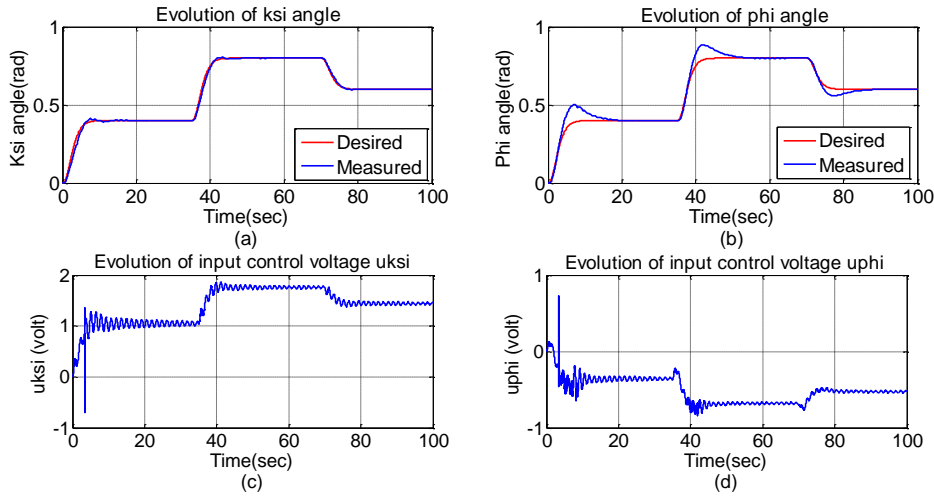 Evolution of ksi angle
1
0.5
0
Ksi angle(rad)
Desired
Measured
0 20 40 60 80 100
Time(sec)
(a)
Evolution of phi angle
1
0.5
0
Phi angle(rad)
Desired
Measured
0 20 40 60 80 100
Time(sec)
(b)
Evolution of input control voltage uksi
2
1
0
-1
uksi (volt)
0 20 40 60 80 100
Time(sec)
(c)
Evolution of input control voltage uphi
1
0
-1
uphi (volt)
0 20 40 60 80 100
Time(sec)
(d)